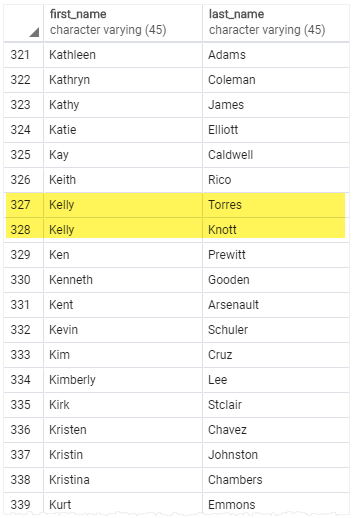 first_name last_name
character varying (45) character varying (45)
321 Kathleen Adams
322 Kathryn Coleman
323 Kathy James
324 Katie Elliott
325 Kay Caldwell
326 Keith Rico
327 Kelly Torres
328 Kelly Knott
329 Ken Prewitt
330 Kenneth Gooden
331 Kent Arsenault
332 Kevin Schuler
333 Kim Cruz
334 Kimberly Lee
335 Kirk Stclair
336 Kristen Chavez
337 Kristin Johnston
338 Kristina Chambers
339 Kurt Emmons